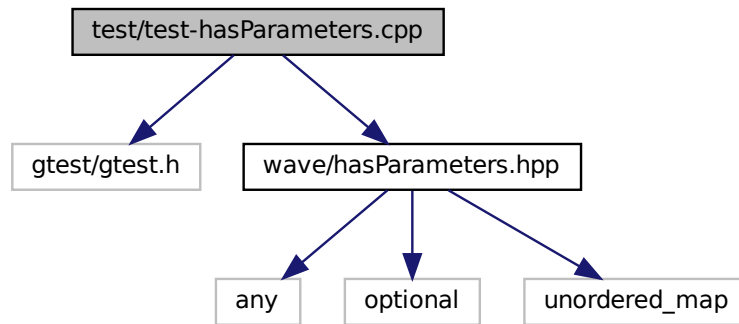 test/test-hasParameters.cpp
gtest/gtest.h
wave/hasParameters.hpp
any
optional
unordered_map